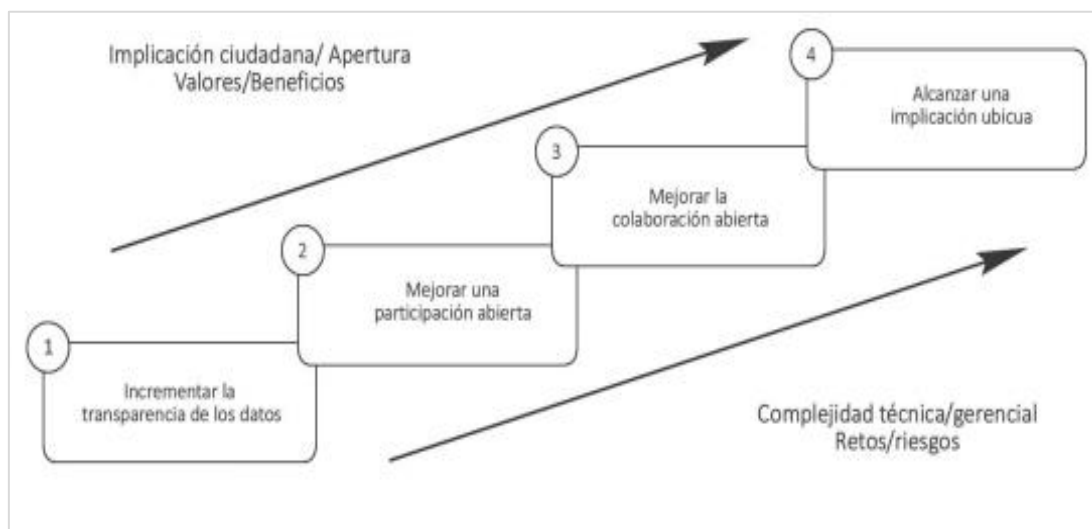 Implicación ciudadana/ Apertura
Valores/Beneficios
4
Alcanzar una
implicación ubicua
3
Mejorar la
colaboración abierta
2
Mejorar una
participación abierta
1
Incrementar la
transparencia de los datos
Complejidad técnica/gerencial
Retos/riesgos